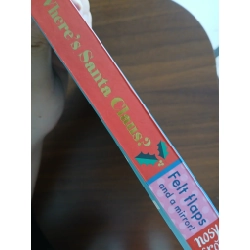 Where's Santa Claus?
Felt flaps
and a mirror!
nosy